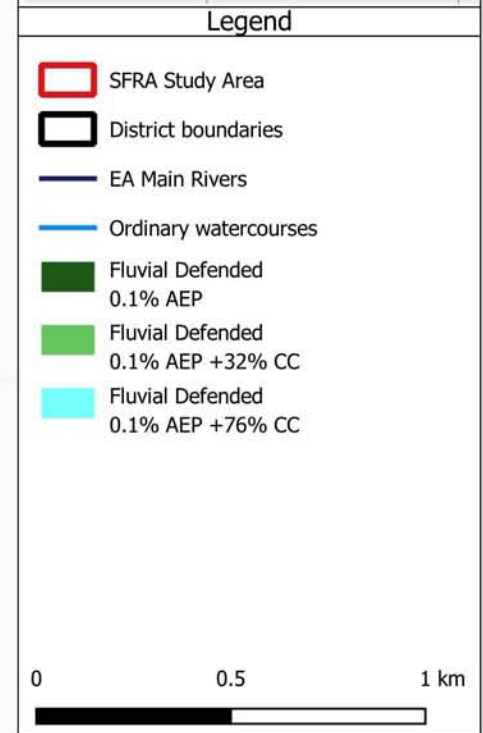 Legend
SFRA Study Area
District boundaries
EA Main Rivers
Ordinary watercourses
Fluvial Defended
0.1% AEP
Fluvial Defended
0.1% AEP +32% CC
Fluvial Defended
0.1% AEP +76% CC
0 0.5 1 km